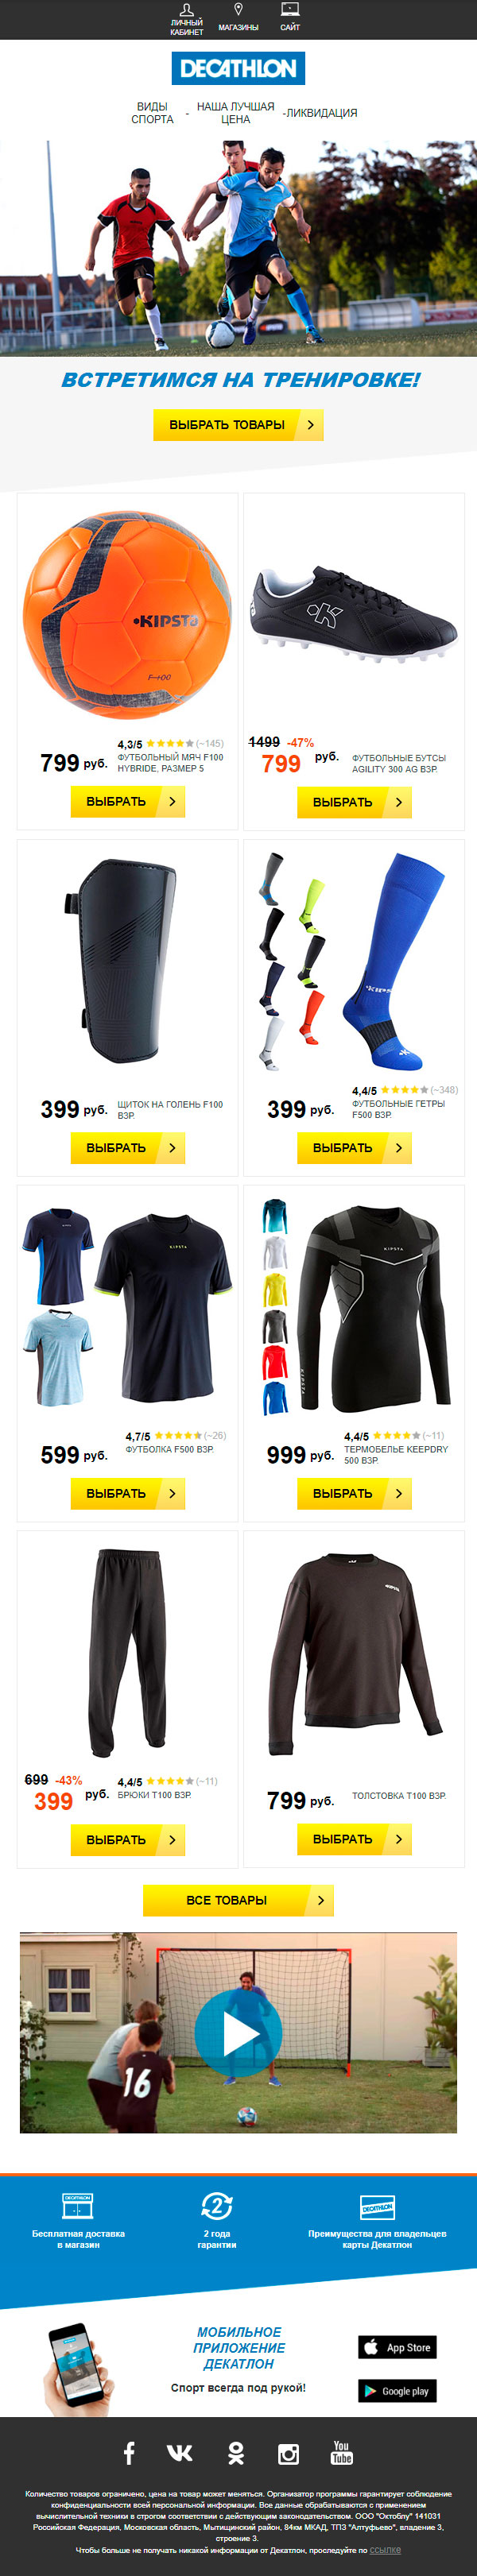 ЛИЧНЫЙ
КАБИНЕТ
МАГАЗИНЫ
САЙТ
DECATHLON
ВИДЫ
СПОРТА
-
НАША ЛУЧШАЯ
ЦЕНА
-ЛИКВИДАЦИЯ
ВСТРЕТИМСЯ НА ТРЕНИРОВКЕ!
ВЫБРАТЬ ТОВАРЫ
KIPSTA
F-100
4,3/5 (~145)
799 руб.
ФУТБОЛЬНЫЙ МЯЧ F100
HYBRIDE, РАЗМЕР 5
ВЫБРАТЬ
1499 -47%
799 руб.
ФУТБОЛЬНЫЕ БУТСЫ
AGILITY 300 AG ВЗР.
ВЫБРАТЬ
399 руб.
ЩИТОК НА ГОЛЕНЬ F100
ВЗР.
ВЫБРАТЬ
KIPSTA
4,4/5 (~348)
399 руб.
ФУТБОЛЬНЫЕ ГЕТРЫ
F500 ВЗР.
ВЫБРАТЬ
KIPSTA
4,7/5 (~26)
599 руб.
ФУТБОЛКА F500 ВЗР.
ВЫБРАТЬ
KIPSTA
KIPSTA
4,4/5 (~11)
999 руб.
ТЕРМОБЕЛЬЕ KEEPDRY
500 ВЗР.
ВЫБРАТЬ
699 -43%
399 руб.
4,4/5 (~11)
БРЮКИ T100 ВЗР.
ВЫБРАТЬ
KIPSTA
799 руб.
ТОЛСТОВКА T100 ВЗР.
ВЫБРАТЬ
ВСЕ ТОВАРЫ
16
DECATHLON
Бесплатная доставка
в магазин
2
2 года
гарантии
DECATHLON
Преимущества для владельцев
карты Декатлон
МОБИЛЬНОЕ
ПРИЛОЖЕНИЕ
ДЕКАТЛОН
Спорт всегда под рукой!
App Store
Google play
You
Tube
Количество товаров ограничено, цена на товар может меняться. Организатор программы гарантирует соблюдение
конфиденциальности всей персональной информации. Все данные обрабатываются с применением
вычислительной техники в строгом соответствии с действующим законодательством. ООО "Октоблу" 141031
Российская Федерация, Московская область, Мытищинский район, 84км МКАД, ТПЗ "Алтуфьево", владение 3,
строение 3.
Чтобы больше не получать никакой информации от Декатлон, проследуйте по ссылке